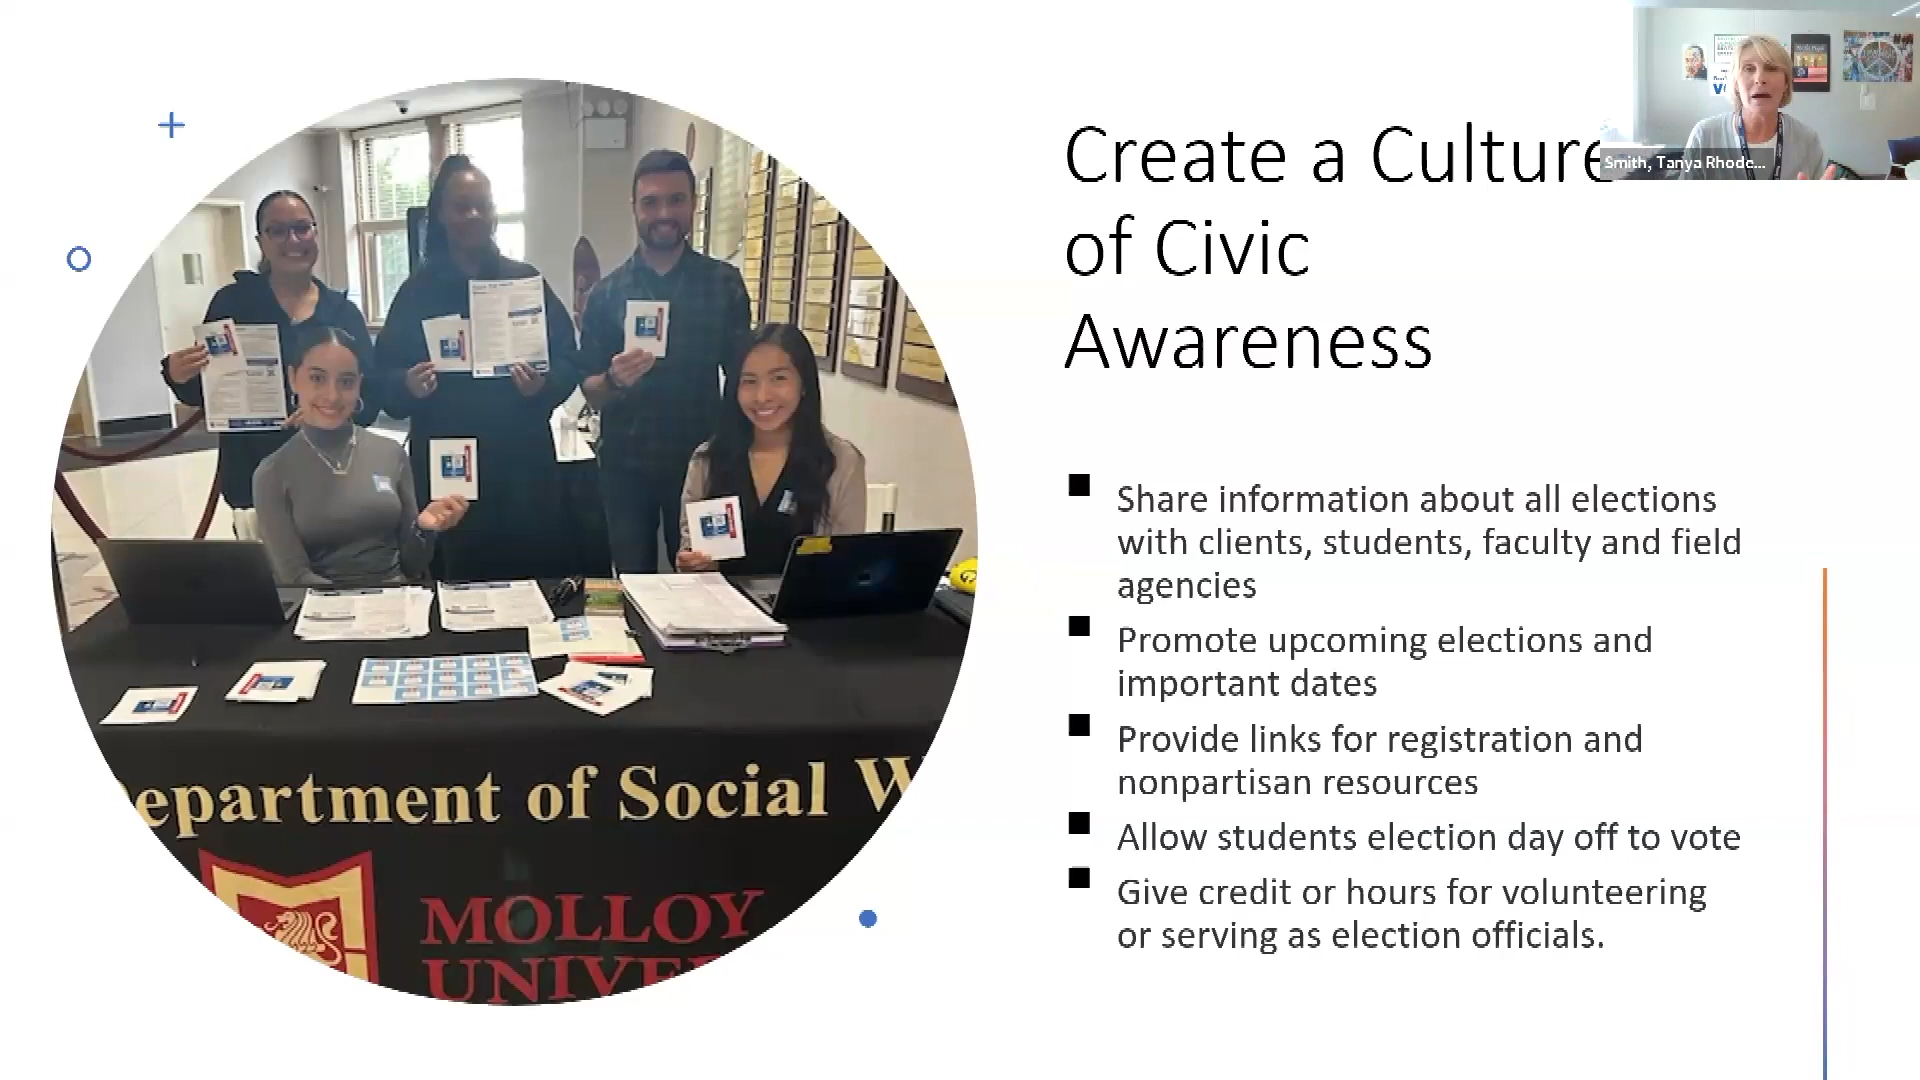 Create a Culture
of Civic
Awareness
Smith, Tanya Rhode...
Share information about all elections
with clients, students, faculty and field
agencies
Promote upcoming elections and
important dates
Provide links for registration and
nonpartisan resources
Allow students election day off to vote
Give credit or hours for volunteering
or serving as election officials.
epartment of Social W
MOLLOY
UNIVER